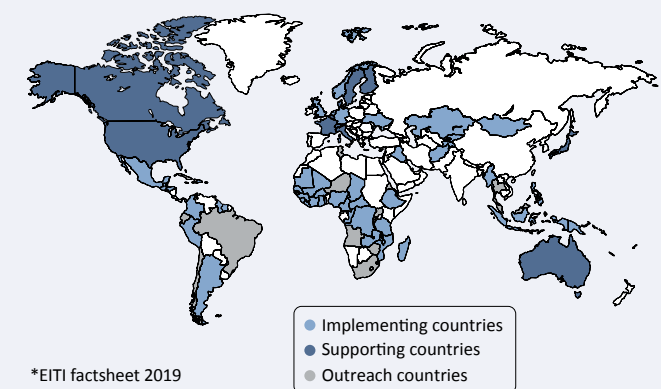 Implementing countries
Supporting countries
Outreach countries
*EITI factsheet 2019